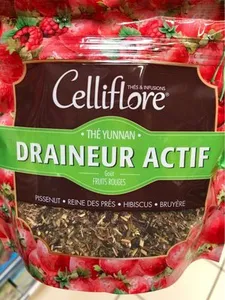 THÉS & INFUSIONS
Celliflore®
• THÉ YUNNAN •
DRAINEUR ACTIF
Goût
FRUITS ROUGES
PISSENLIT • REINE DES PRÉS • HIBISCUS • BRUYÈRE